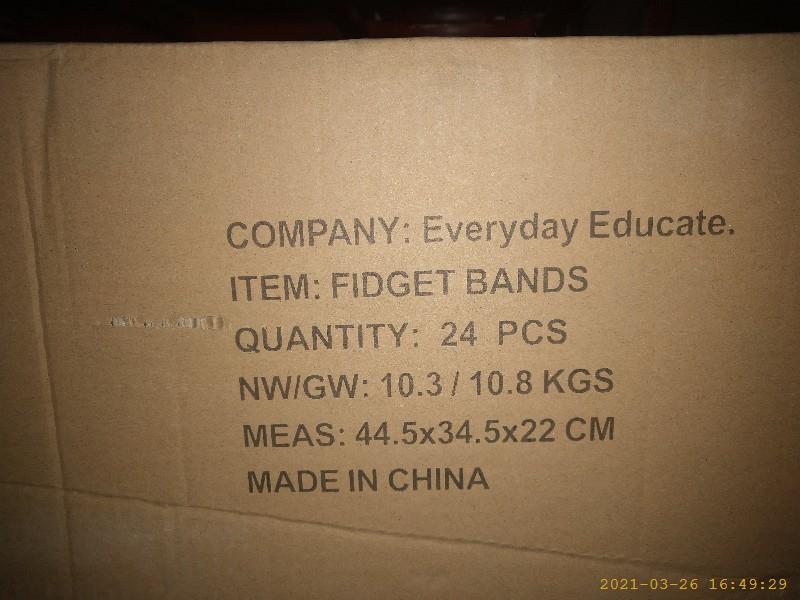 COMPANY: Everyday Educate.
ITEM: FIDGET BANDS
QUANTITY: 24 PCS
NW/GW: 10.3 / 10.8 KGS
MEAS: 44.5x34.5x22 CM
MADE IN CHINA
2021-03-26 16:49:29